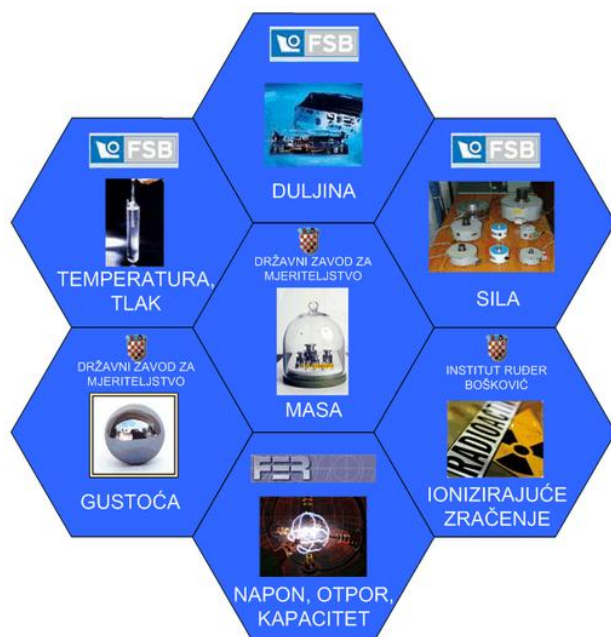 FSB
DULJINA
FSB
TEMPERATURA,
TLAK
FSB
SILA
DRŽAVNI ZAVOD ZA
MJERITELJSTVO
MASA
DRŽAVNI ZAVOD ZA
MJERITELJSTVO
GUSTOĆA
INSTITUT RUĐER
BOŠKOVIĆ
RADIOACTI
IONIZIRAJUĆE
ZRAČENJE
FER
NAPON, OTPOR,
KAPACITET